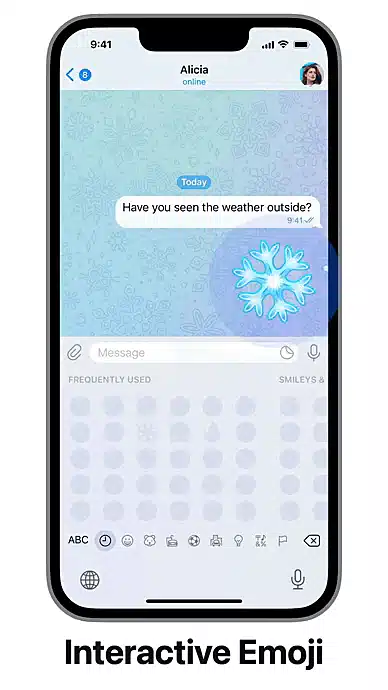 9:41
8
Alicia
online
Today
Have you seen the weather outside?
9:41
Message
FREQUENTLY USED
SMILEYS &
ABC
Interactive Emoji